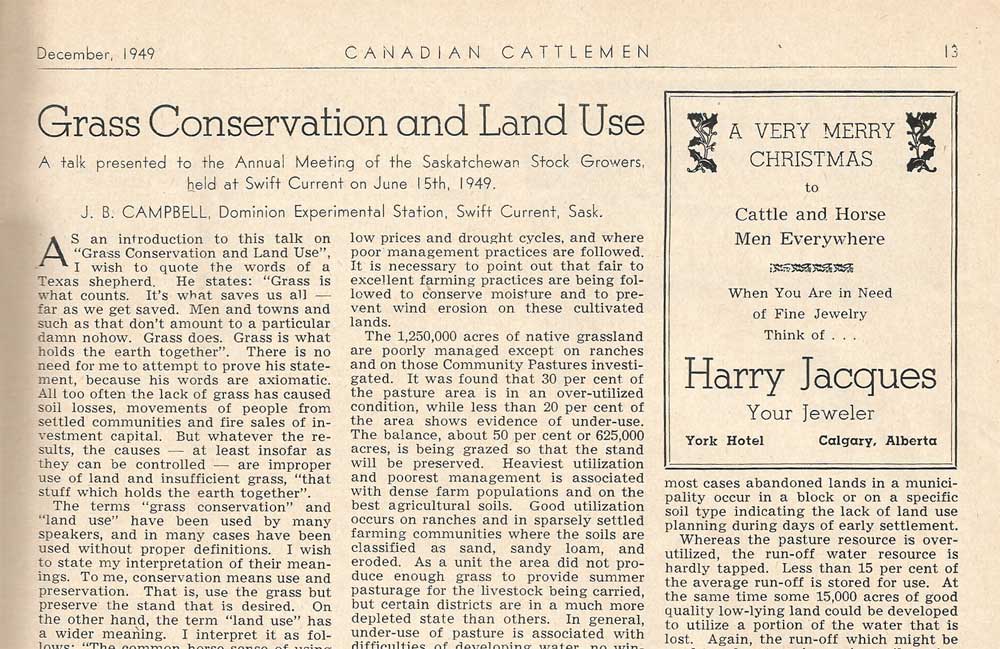 December, 1949
CANADIAN CATTLEMEN
13
Grass Conservation and Land Use
A talk presented to the Annual Meeting of the Saskatchewan Stock Growers,
held at Swift Current on June 15th, 1949.
J. B. CAMPBELL, Dominion Experimental Station, Swift Current, Sask.
AS an introduction to this talk on
“Grass Conservation and Land Use”,
I wish to quote the words of a
Texas shepherd. He states: “Grass is
what counts. It’s what saves us all —
far as we get saved. Men and towns and
such as that don’t amount to a particular
damn nohow. Grass does. Grass is what
holds the earth together”. There is no
need for me to attempt to prove his state-
ment, because his words are axiomatic.
All too often the lack of grass has caused
soil losses, movements of people from
settled communities and fire sales of in-
vestment capital. But whatever the re-
sults, the causes — at least insofar as
they can be controlled — are improper
use of land and insufficient grass, “that
stuff which holds the earth together”.
The terms “grass conservation” and
“land use” have been used by many
speakers, and in many cases have been
used without proper definitions. I wish
to state my interpretation of their mean-
ings. To me, conservation means use and
preservation. That is, use the grass but
preserve the stand that is desired. On
the other hand, the term “land use” has
a wider meaning. I interpret it as fol-
lows: “The common horse sense of using
low prices and drought cycles, and where
poor management practices are followed.
It is necessary to point out that fair to
excellent farming practices are being fol-
lowed to conserve moisture and to pre-
vent wind erosion on these cultivated
lands.
The 1,250,000 acres of native grassland
are poorly managed except on ranches
and on those Community Pastures investi-
gated. It was found that 30 per cent of
the pasture area is in an over-utilized
condition, while less than 20 per cent of
the area shows evidence of under-use.
The balance, about 50 per cent or 625,000
acres, is being grazed so that the stand
will be preserved. Heaviest utilization
and poorest management is associated
with dense farm populations and on the
best agricultural soils. Good utilization
occurs on ranches and in sparsely settled
farming communities where the soils are
classified as sand, sandy loam, and
eroded. As a unit the area did not pro-
duce enough grass to provide summer
pasturage for the livestock being carried,
but certain districts are in a much more
depleted state than others. In general,
under-use of pasture is associated with
difficulties of developing water, no win-
A VERY MERRY
CHRISTMAS
to
Cattle and Horse
Men Everywhere
When You Are in Need
of Fine Jewelry
Think of . . .
Harry Jacques
Your Jeweler
York Hotel Calgary, Alberta
most cases abandoned lands in a munici-
pality occur in a block or on a specific
soil type indicating the lack of land use
planning during days of early settlement.
Whereas the pasture resource is over-
utilized, the run-off water resource is
hardly tapped. Less than 15 per cent of
the average run-off is stored for use. At
the same time some 15,000 acres of good
quality low-lying land could be developed
to utilize a portion of the water that is
lost. Again, the run-off which might be